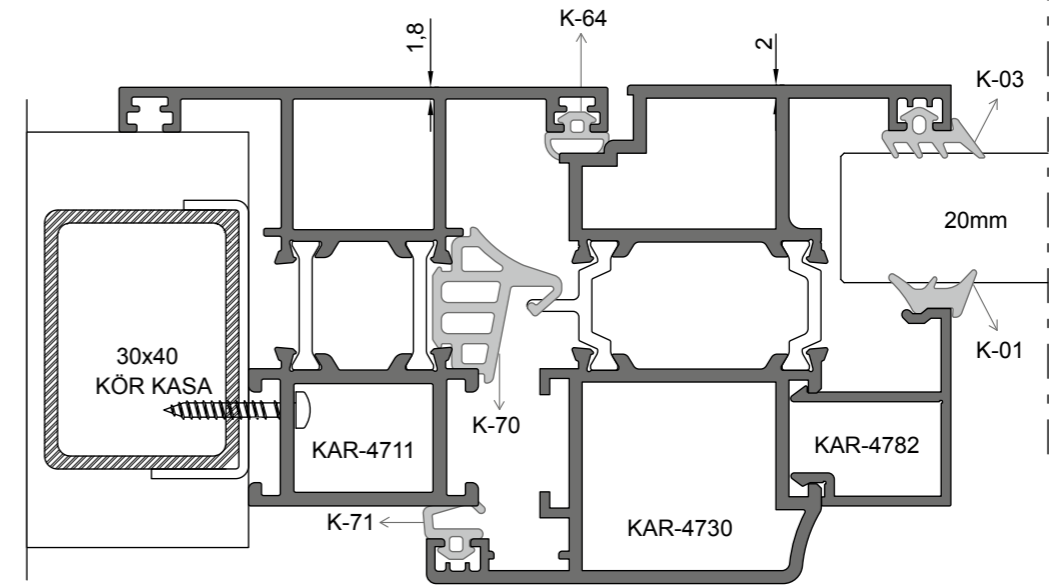 K-64
1,8
2
K-03
20mm
30x40
KÖR KASA
K-01
K-70
KAR-4711
KAR-4782
K-71
KAR-4730